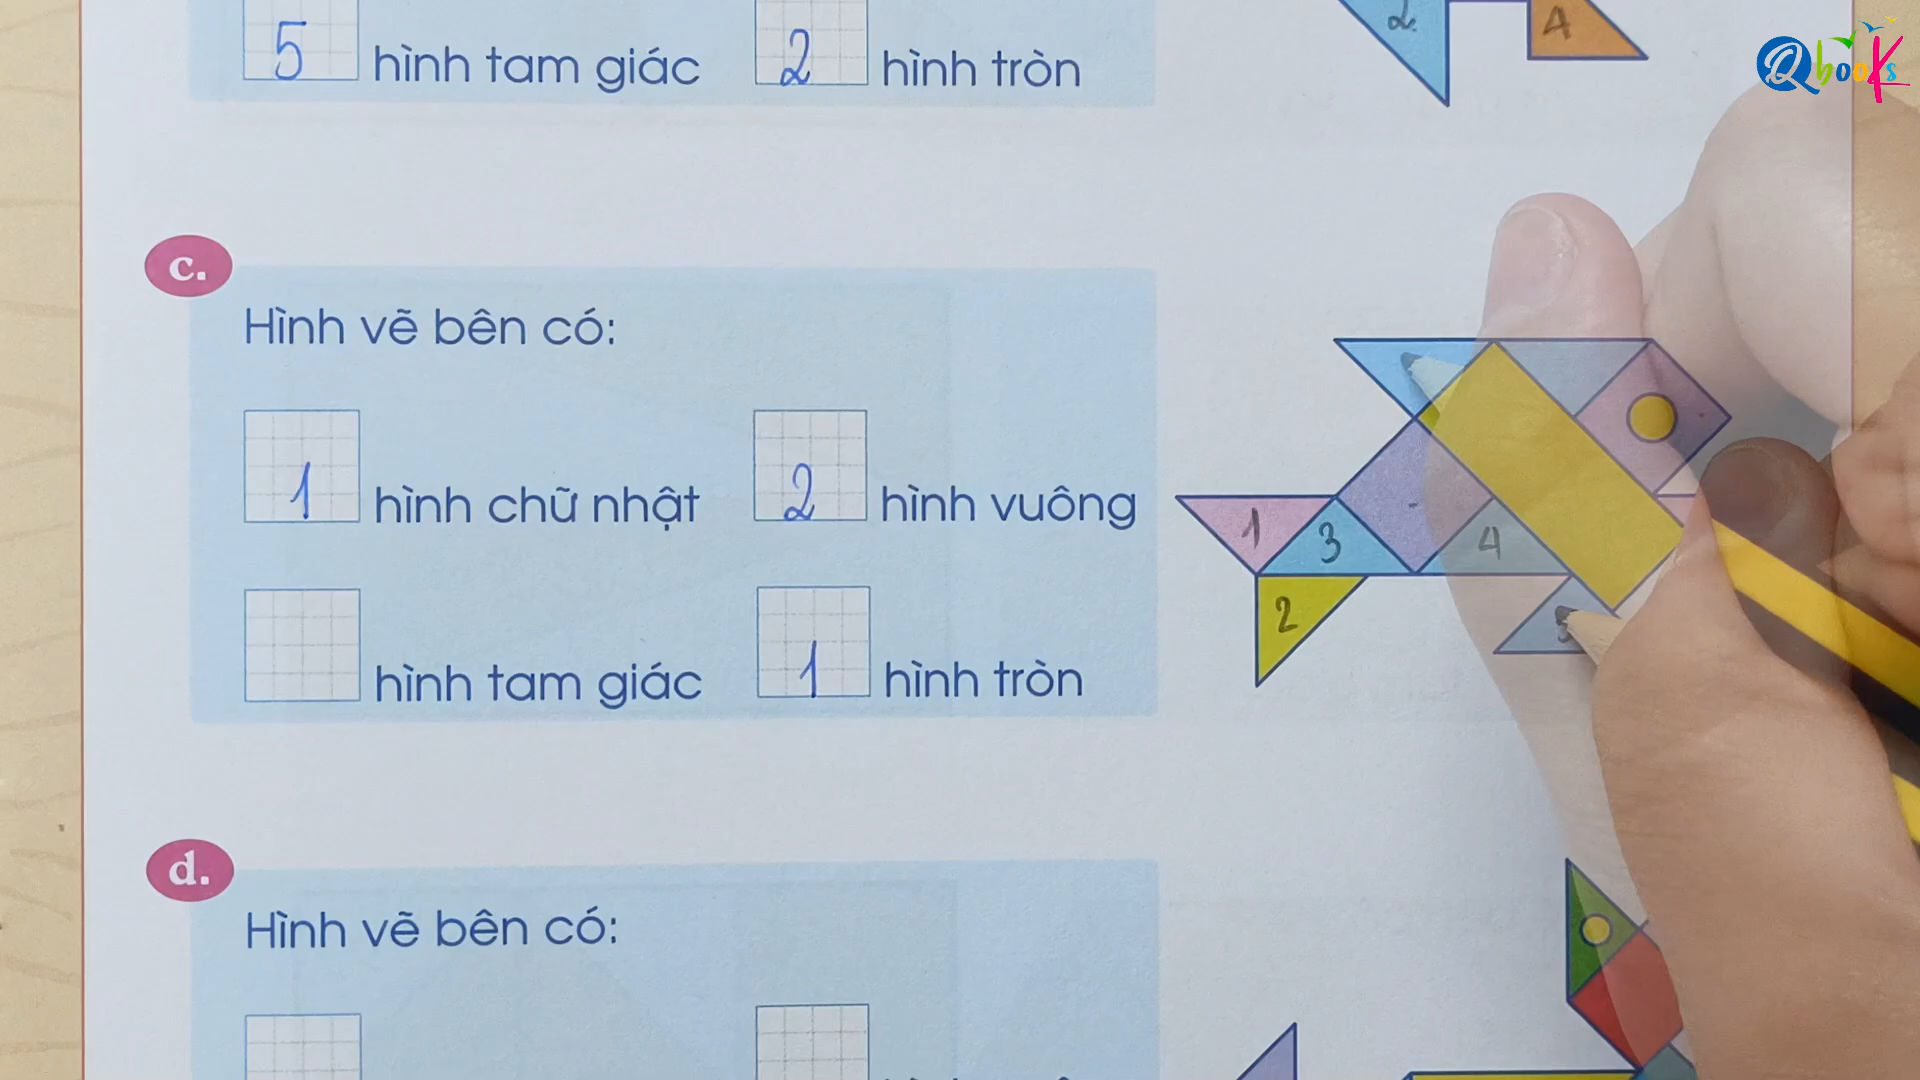 5 hình tam giác 2 hình tròn
2 4
Qbooks
c.
Hình vẽ bên có:
1 hình chữ nhật 2 hình vuông
hình tam giác 1 hình tròn
1 3 4
2
d.
Hình vẽ bên có: